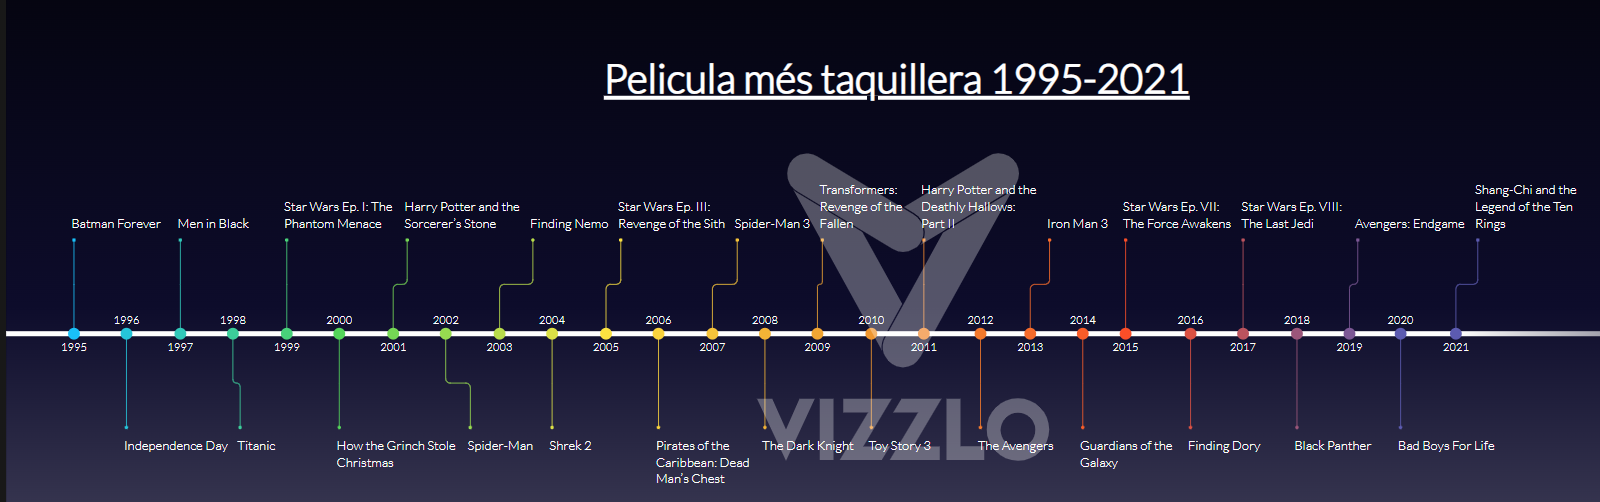 Pelicula més taquillera 1995-2021
Transformers:
Harry Potter and the
Shang-Chi and the
Star Wars Ep. I: The
Harry Potter and the
Star Wars Ep. III:
Revenge of the
Deathly Hallows:
Star Wars Ep. VII:
Star Wars Ep. VIII:
Legend of the Ten
Batman Forever
Men in Black
Phantom Menace
Sorcerer's Stone
Finding Nemo
Revenge of the Sith
Spider-Man 3
Fallen
Part II
Iron Man 3
The Force Awakens
The Last Jedi
Avengers: Endgame
Rings
1996
1998
2000
2002
2004
2006
2008
2010
2012
2014
2016
2018
2020
1995
1997
1999
2001
2003
2005
2007
2009
2011
2013
2015
2017
2019
2021
VIZZLO
Independence Day
Titanic
How the Grinch Stole
Christmas
Spider-Man
Shrek 2
Pirates of the
Caribbean: Dead
Man's Chest
The Dark Knight
Toy Story 3
The Avengers
Guardians of the
Galaxy
Finding Dory
Black Panther
Bad Boys For Life